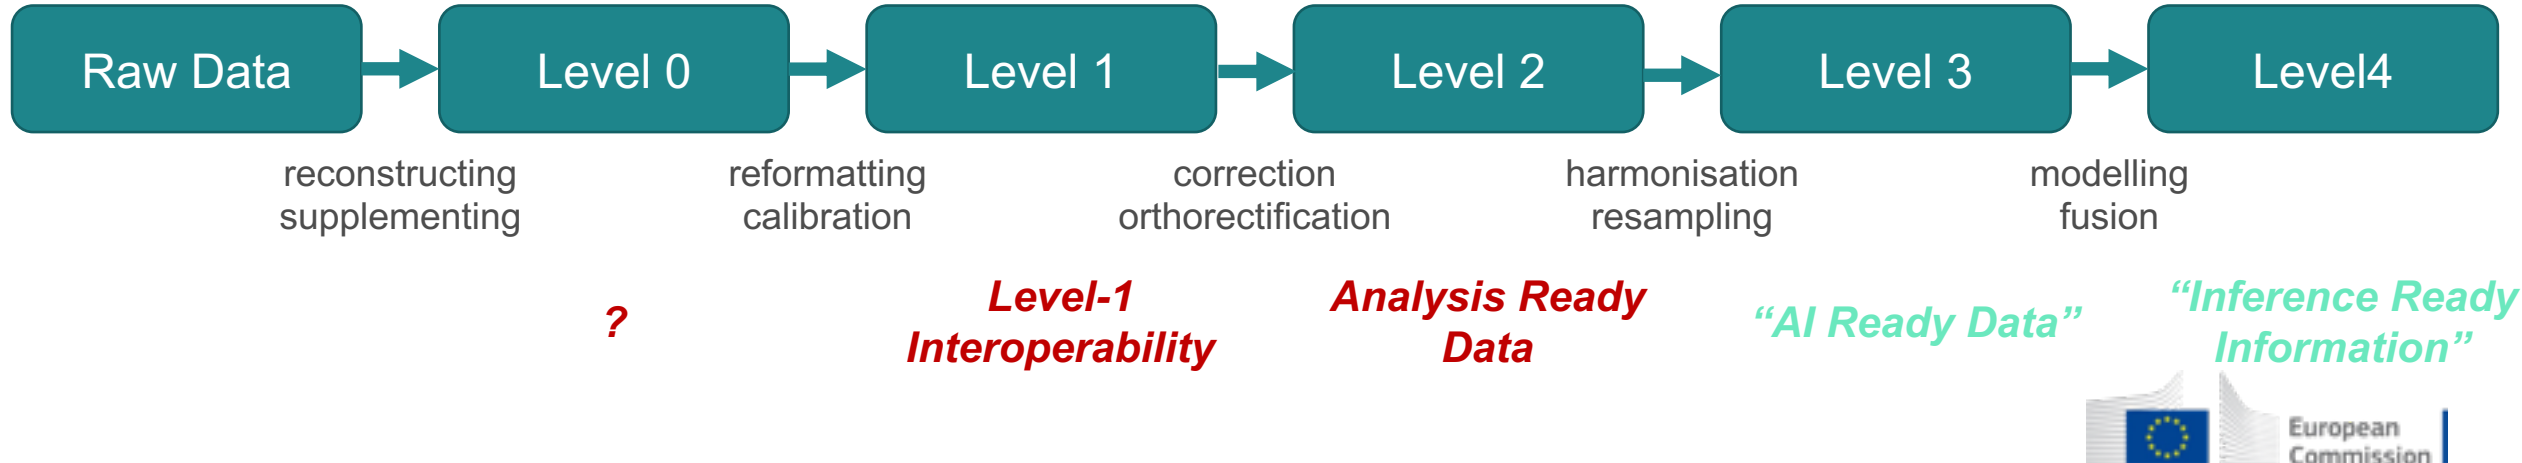 Raw Data
Level 0
Level 1
Level 2
Level 3
Level4
reconstructing
supplementing
reformatting
calibration
correction
orthorectification
harmonisation
resampling
modelling
fusion
?
Level-1
Interoperability
Analysis Ready
Data
“AI Ready Data”
“Inference Ready
Information”
European
Commission